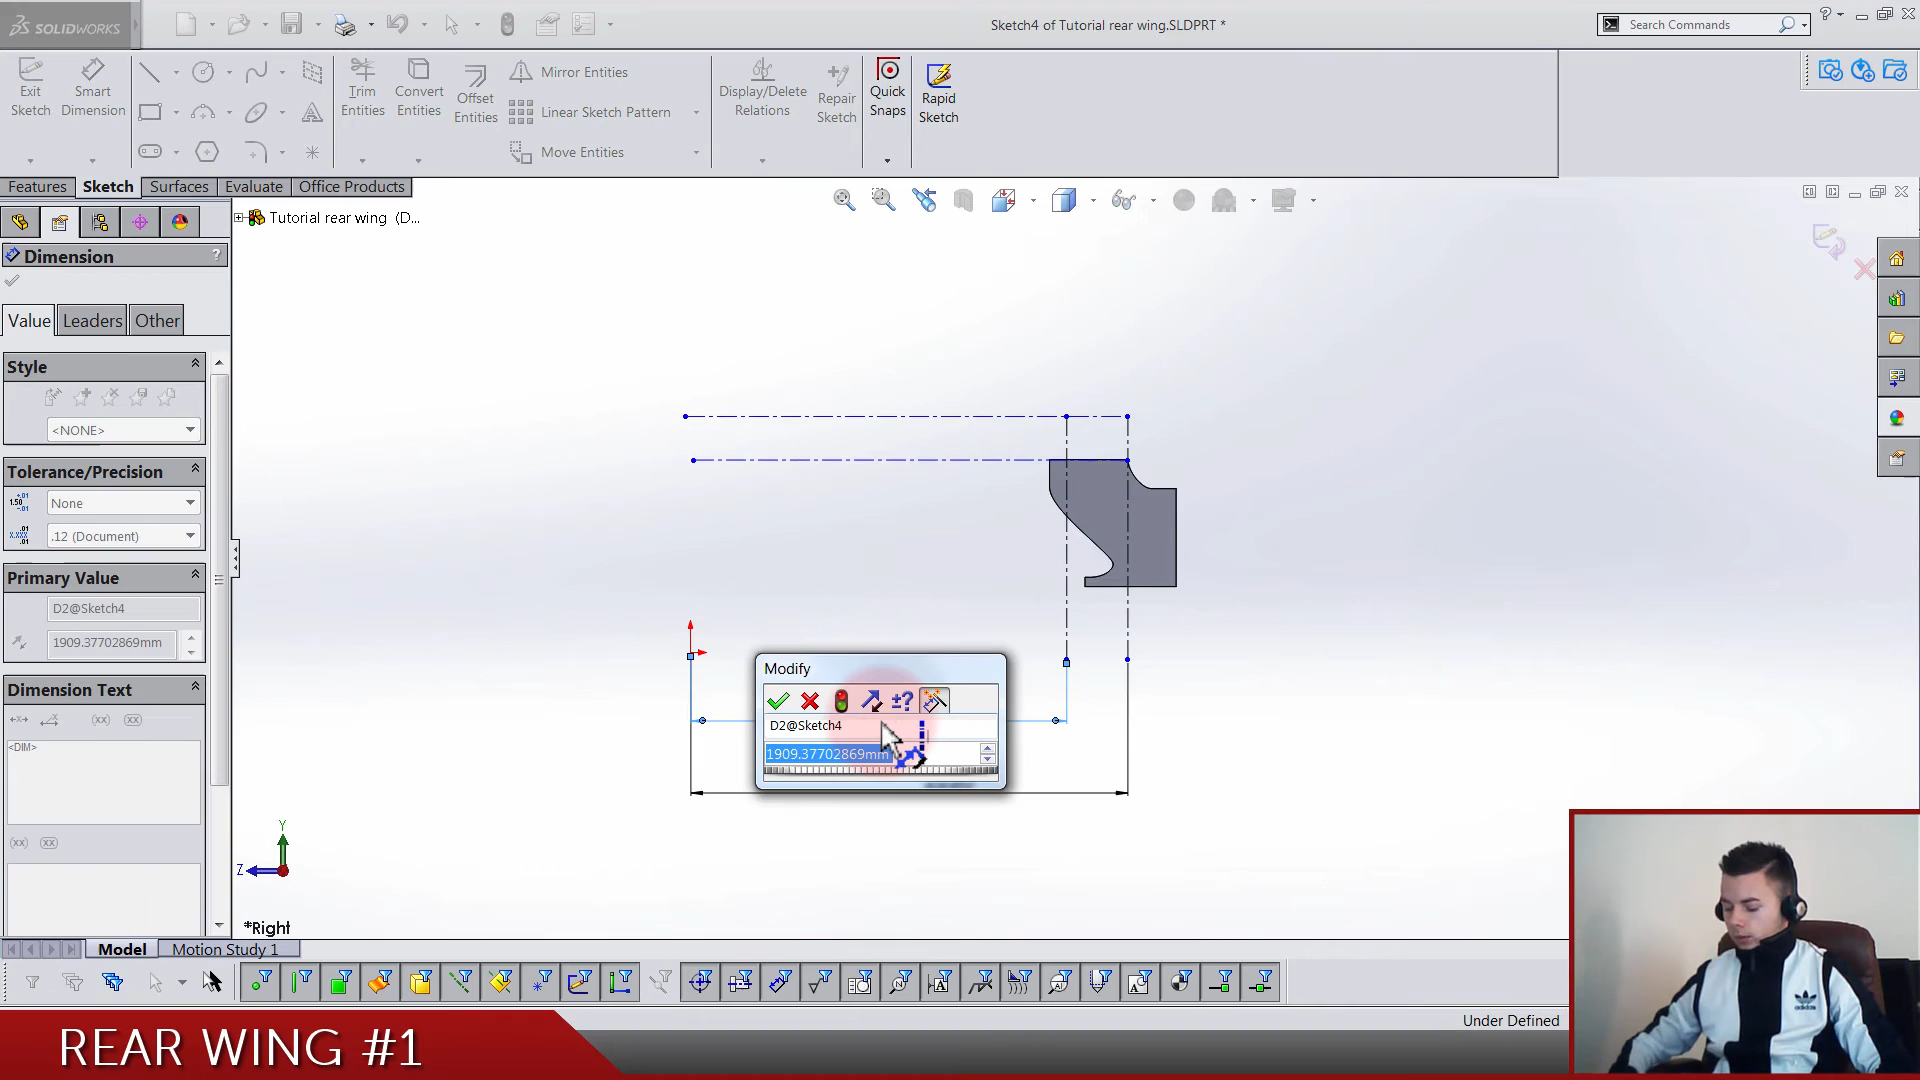 SOLIDWORKS
Sketch4 of Tutorial rear wing.SLDPRT *
Search Commands
Exit Sketch
Smart Dimension
Trim Entities
Convert Entities
Offset Entities
Mirror Entities
Linear Sketch Pattern
Move Entities
Display/Delete Relations
Repair Sketch
Quick Snaps
Rapid Sketch
Features
Sketch
Surfaces
Evaluate
Office Products
Tutorial rear wing (D...
Dimension
?
Value
Leaders
Other
Style
<NONE>
Tolerance/Precision
None
.12 (Document)
Primary Value
D2@Sketch4
1909.37702869mm
Dimension Text
<DIM>
Modify
D2@Sketch4
1909.37702869mm
Y
Z
*Right
Model
Motion Study 1
Under Defined
REAR WING #1